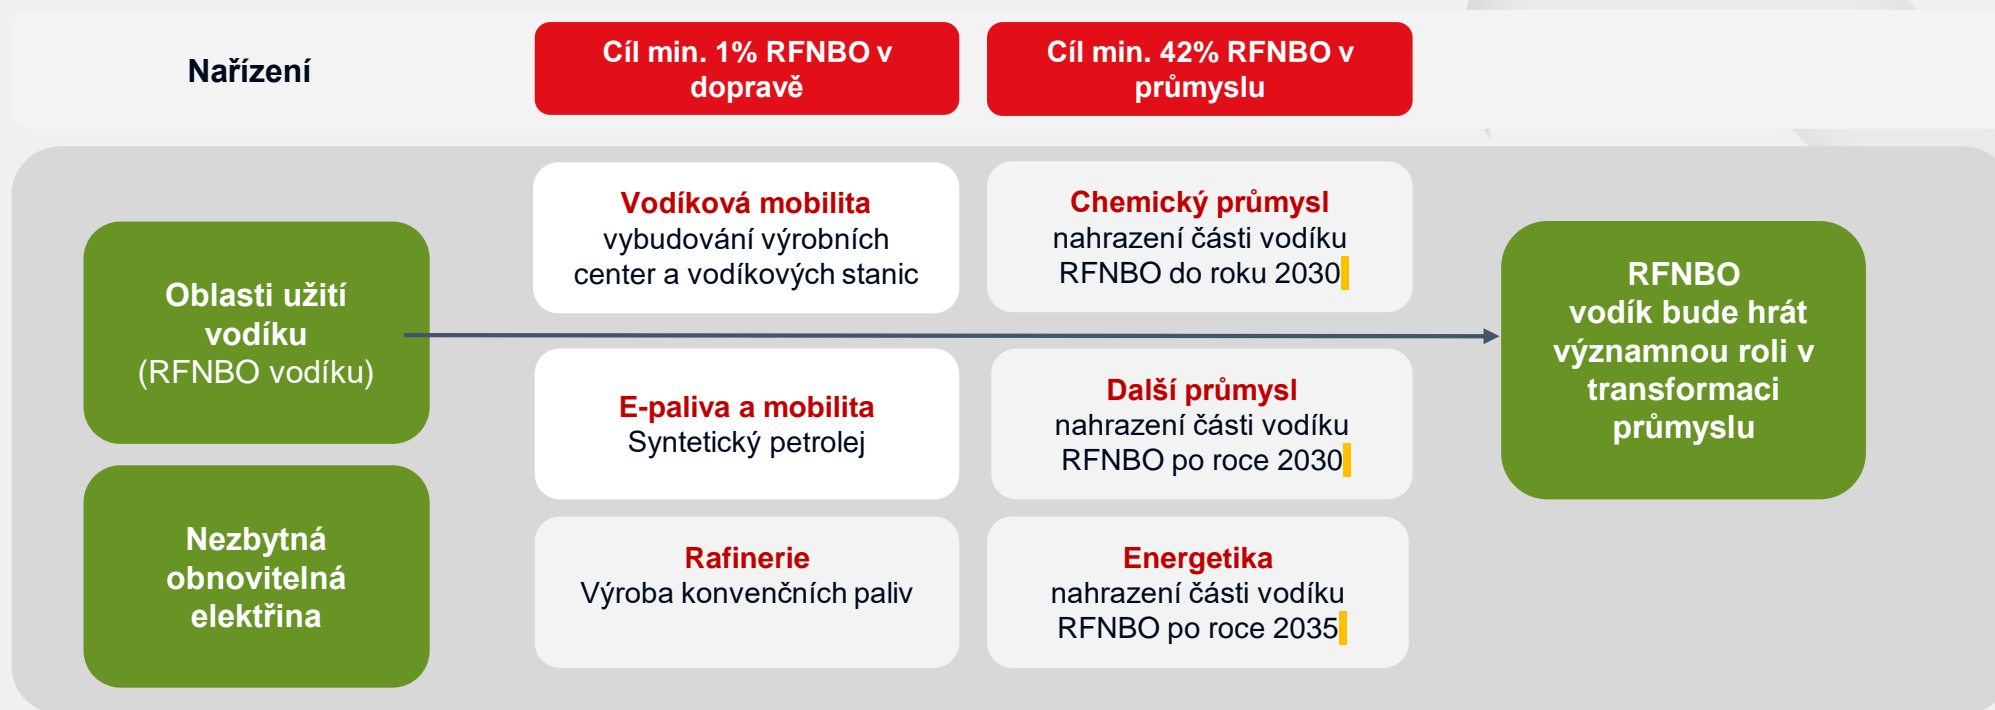 Nařízení
Cíl min. 1% RFNBO v
dopravě
Cíl min. 42% RFNBO v
průmyslu
Oblasti užití
vodíku
(RFNBO vodíku)
Nezbytná
obnovitelná
elektřina
Vodíková mobilita
vybudování výrobních
center a vodíkových stanic
E-paliva a mobilita
Syntetický petrolej
Rafinerie
Výroba konvenčních paliv
Chemický průmysl
nahrazení části vodíku
RFNBO do roku 2030
Další průmysl
nahrazení části vodíku
RFNBO po roce 2030
Energetika
nahrazení části vodíku
RFNBO po roce 2035
RFNBO
vodík bude hrát
významnou roli v
transformaci
průmyslu